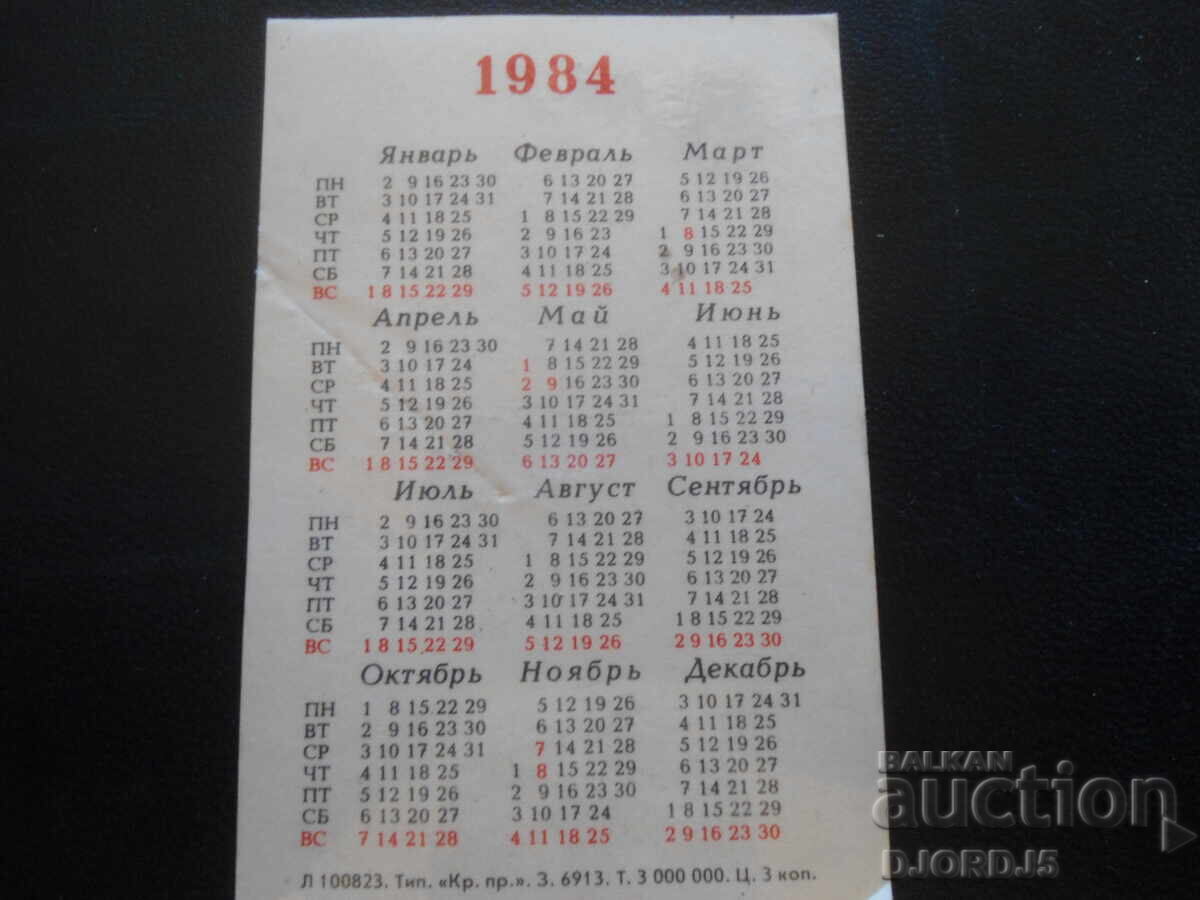 1984
Январь Февраль Март
ПН 2 9 16 23 30 6 13 20 27 5 12 19 26
ВТ 3 10 17 24 31 7 14 21 28 6 13 20 27
СР 4 11 18 25 1 8 15 22 29 7 14 21 28
ЧТ 5 12 19 26 2 9 16 23 1 8 15 22 29
ПТ 6 13 20 27 3 10 17 24 2 9 16 23 30
СБ 7 14 21 28 4 11 18 25 3 10 17 24 31
ВС 1 8 15 22 29 5 12 19 26 4 11 18 25
Апрель Май Июнь
ПН 2 9 16 23 30 7 14 21 28 4 11 18 25
ВТ 3 10 17 24 1 8 15 22 29 5 12 19 26
СР 4 11 18 25 2 9 16 23 30 6 13 20 27
ЧТ 5 12 19 26 3 10 17 24 31 7 14 21 28
ПТ 6 13 20 27 4 11 18 25 1 8 15 22 29
СБ 7 14 21 28 5 12 19 26 2 9 16 23 30
ВС 1 8 15 22 29 6 13 20 27 3 10 17 24
Июль Август Сентябрь
ПН 2 9 16 23 30 6 13 20 27 3 10 17 24
ВТ 3 10 17 24 31 7 14 21 28 4 11 18 25
СР 4 11 18 25 1 8 15 22 29 5 12 19 26
ЧТ 5 12 19 26 2 9 16 23 30 6 13 20 27
ПТ 6 13 20 27 3 10 17 24 31 7 14 21 28
СБ 7 14 21 28 4 11 18 25 1 8 15 22 29
ВС 1 8 15 22 29 5 12 19 26 2 9 16 23 30
Октябрь Ноябрь Декабрь
ПН 1 8 15 22 29 5 12 19 26 3 10 17 24 31
ВТ 2 9 16 23 30 6 13 20 27 4 11 18 25
СР 3 10 17 24 31 7 14 21 28 5 12 19 26
ЧТ 4 11 18 25 1 8 15 22 29 6 13 20 27
ПТ 5 12 19 26 2 9 16 23 30 7 14 21 28
СБ 6 13 20 27 3 10 17 24 1 8 15 22 29
ВС 7 14 21 28 4 11 18 25 2 9 16 23 30
Л 100823. Тип. «Кр. пр.». З. 6913. Т. 3 000 000. Ц. 3 коп.
BALKAN
auction
DJORDJ5